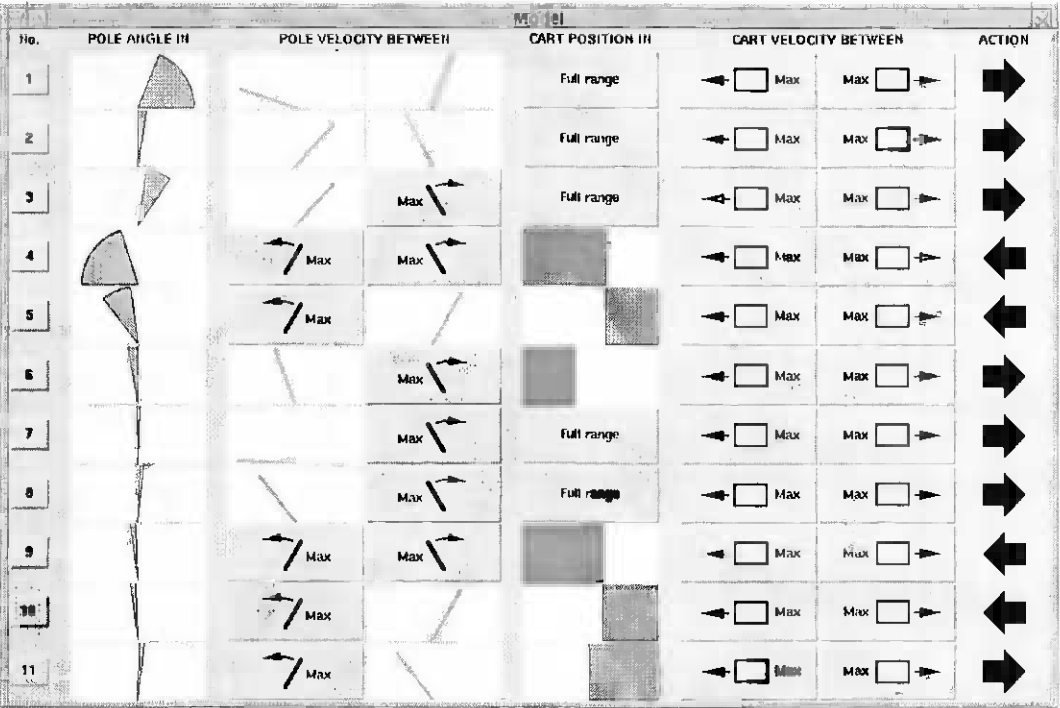 Model
No. POLE ANGLE IN POLE VELOCITY BETWEEN CART POSITION IN CART VELOCITY BETWEEN ACTION
1 Full range Max Max
2 Full range Max Max
3 Max Full range Max Max
4 Max Max Max Max
5 Max Max Max
6 Max Max Max
7 Max Full range Max Max
8 Max Full range Max Max
9 Max Max Max Max
10 Max Max Max
11 Max Max Max